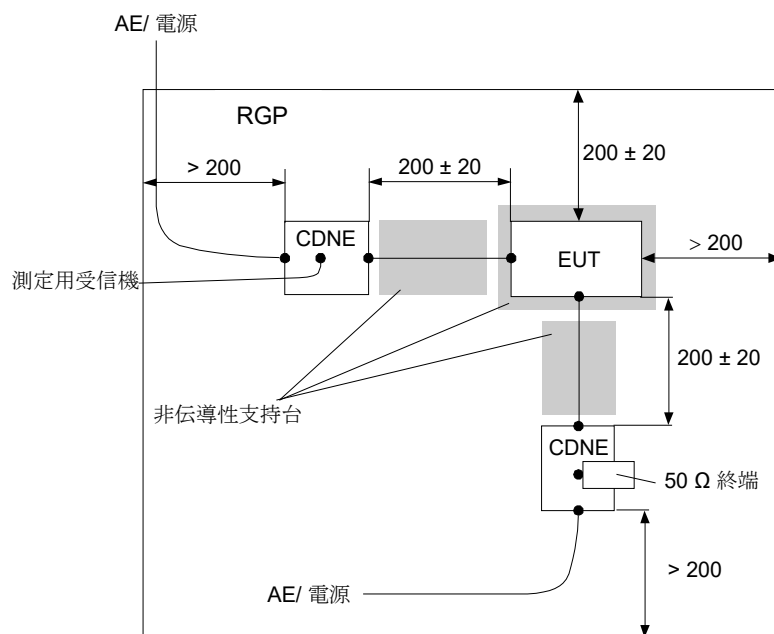 AE/ 電源
RGP
> 200
200 ± 20
200 ± 20
CDNE
EUT
> 200
測定用受信機
200 ± 20
非伝導性支持台
CDNE
50 Ω 終端
> 200
AE/ 電源